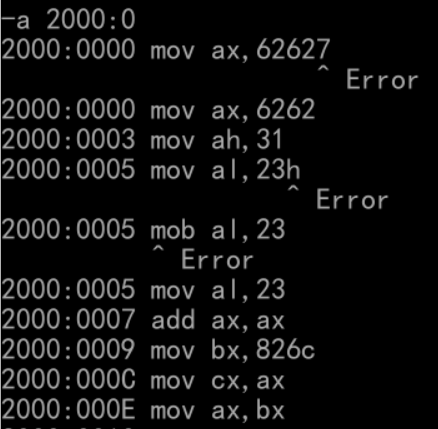 -a 2000:0
2000:0000 mov ax,62627
^ Error
2000:0000 mov ax,6262
2000:0003 mov ah,31
2000:0005 mov al,23h
^ Error
2000:0005 mob al,23
^ Error
2000:0005 mov al,23
2000:0007 add ax,ax
2000:0009 mov bx,826c
2000:000C mov cx,ax
2000:000E mov ax,bx